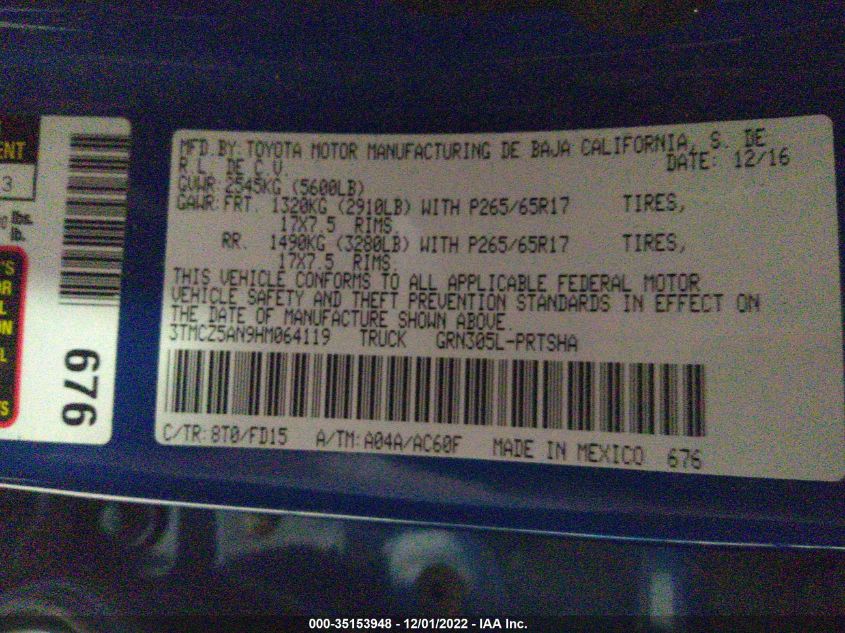 MFD.BY:TOYOTA MOTOR MANUFACTURING DE BAJA CALIFORNIA, S. DE
R.L. DE C.V. DATE: 12/16
GVWR:2545KG (5600LB)
GAWR:FRT. 1320KG (2910LB) WITH P265/65R17 TIRES,
17X7.5 RIMS.
RR. 1490KG (3280LB) WITH P265/65R17 TIRES,
17X7.5 RIMS.
THIS VEHICLE CONFORMS TO ALL APPLICABLE FEDERAL MOTOR
VEHICLE SAFETY AND THEFT PREVENTION STANDARDS IN EFFECT ON
THE DATE OF MANUFACTURE SHOWN ABOVE.
3TMCZ5AN9HM064119 TRUCK GRN305L-PRTSHA
C/TR:8T0/FD15 A/TM:A04A/AC60F MADE IN MEXICO 676
676
3
lbs.
lb.
000-35153948 - 12/01/2022 - IAA Inc.